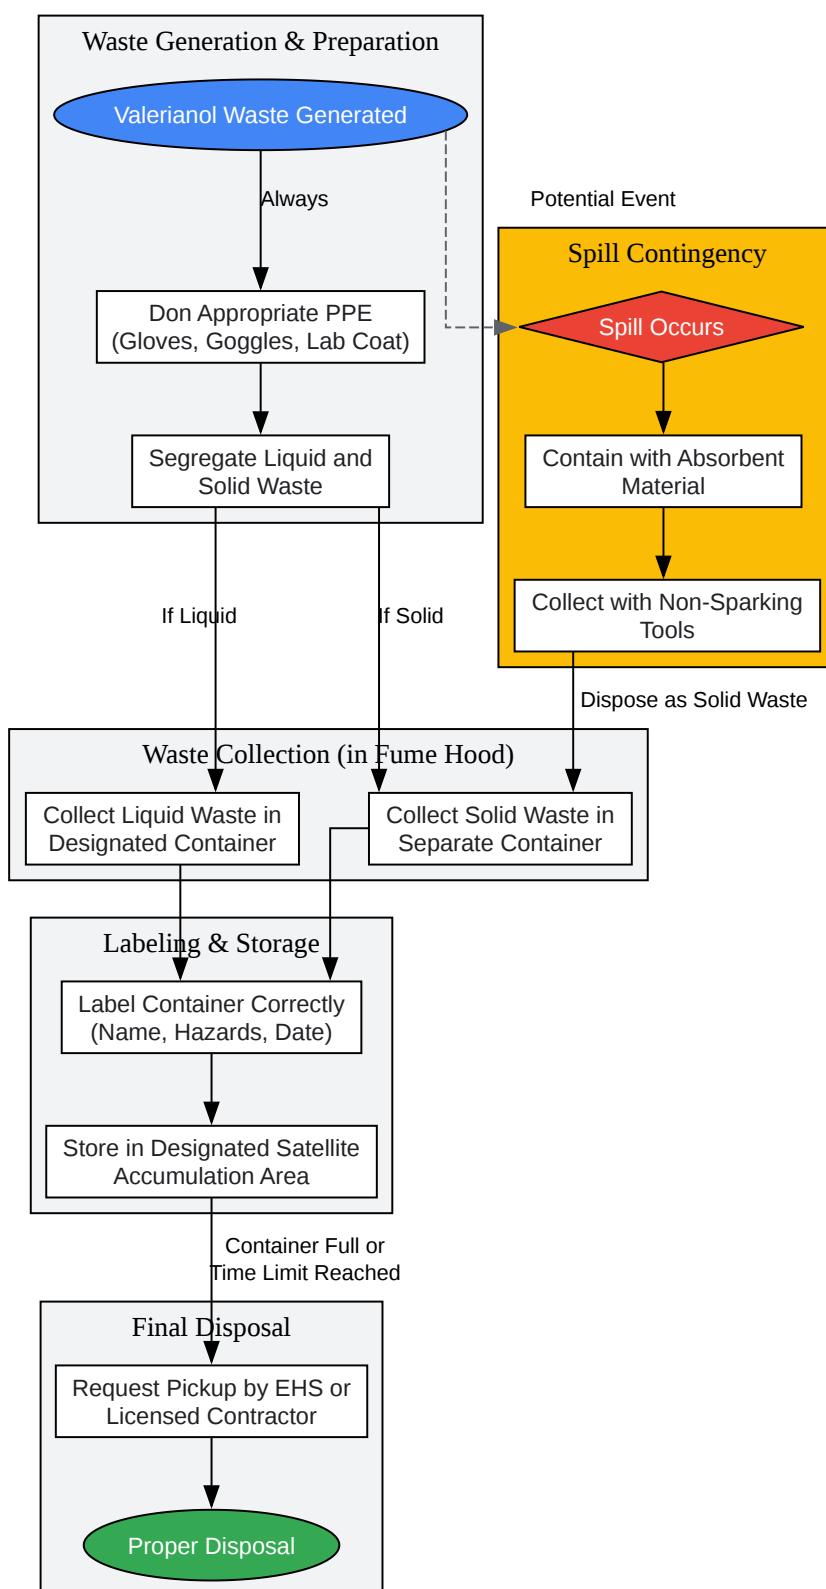 Waste Generation & Preparation
Valerianol Waste Generated
Always
Potential Event
Spill Contingency
Don Appropriate PPE
(Gloves, Goggles, Lab Coat)
Spill Occurs
Segregate Liquid and
Solid Waste
Contain with Absorbent
Material
If Liquid
If Solid
Collect with Non-Sparking
Tools
Dispose as Solid Waste
Waste Collection (in Fume Hood)
Collect Liquid Waste in
Designated Container
Collect Solid Waste in
Separate Container
Labeling & Storage
Label Container Correctly
(Name, Hazards, Date)
Store in Designated Satellite
Accumulation Area
Container Full or
Time Limit Reached
Final Disposal
Request Pickup by EHS or
Licensed Contractor
Proper Disposal